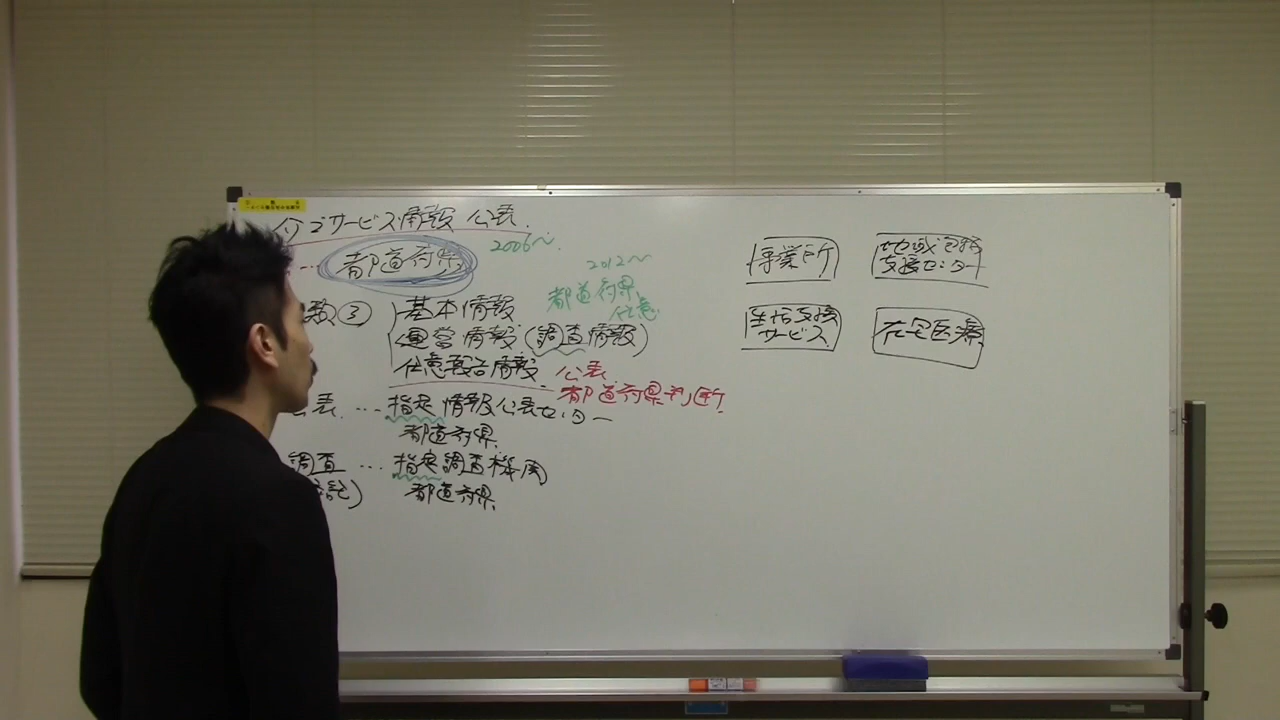 介ゴサービス情報 公表.
2006〜.
… 都道府県
2012〜
都道府県
任意
数③
基本情報
運営情報(調査情報)
任意報告情報.
公表
都道府県判断
公表. … 指定情報公表センター
都道府県.
調査 … 指定調査機関
都道府県.
事業所
地域包括
支援センター
生活支援
サービス
在宅医療